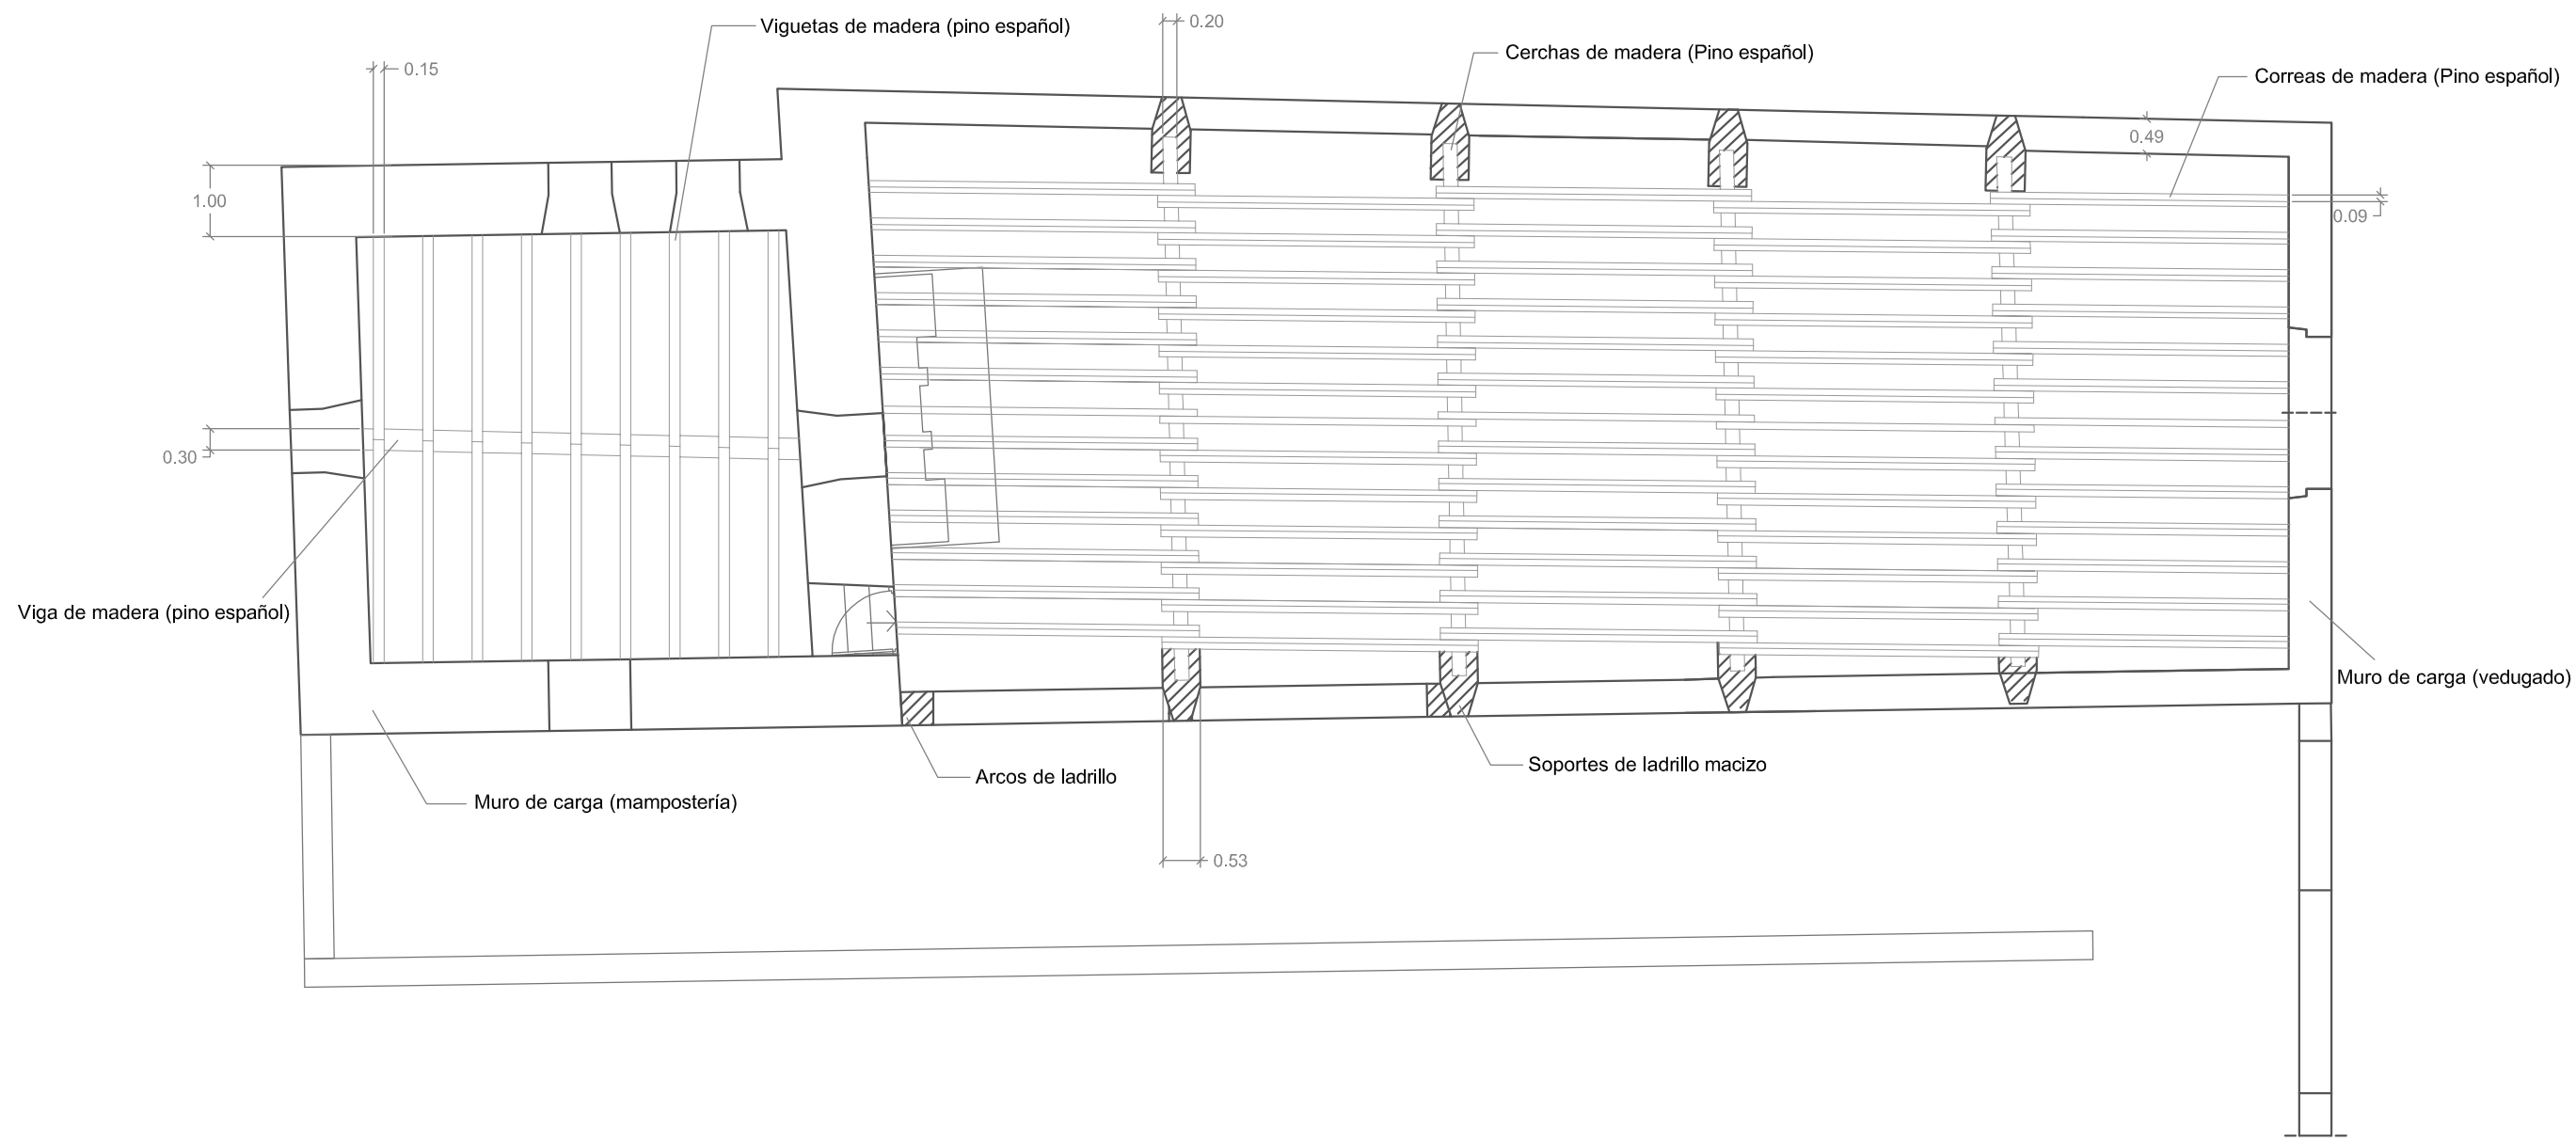 0.20
Viguetas de madera (pino español)
Cerchas de madera (Pino español)
0.15
Correas de madera (Pino español)
0.49
1.00
0.09
0.30
Viga de madera (pino español)
Muro de carga (vedugado)
Soportes de ladrillo macizo
Arcos de ladrillo
Muro de carga (mampostería)
0.53